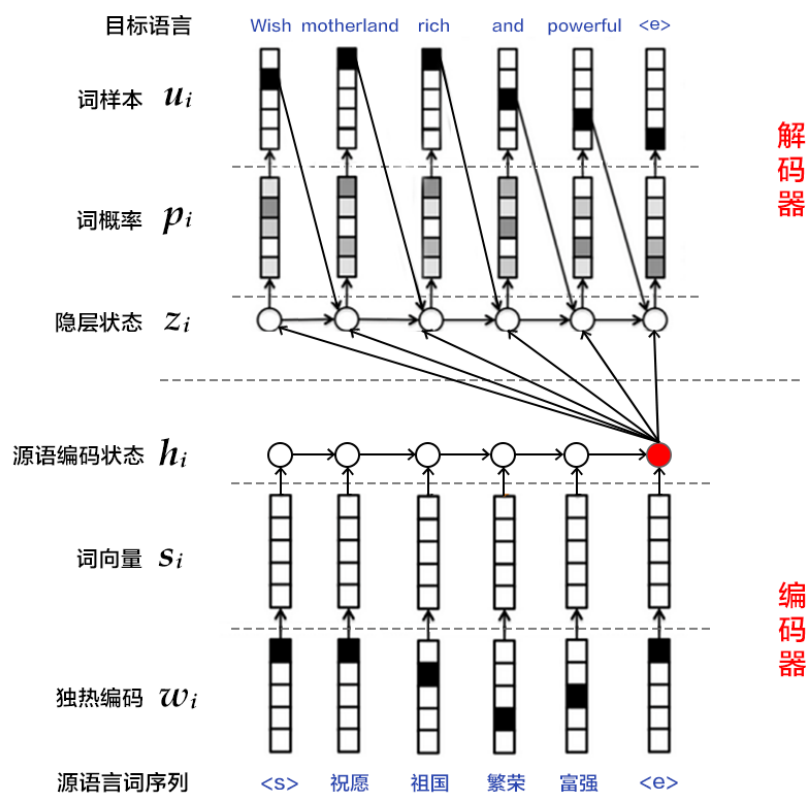 目标语言 Wish motherland rich and powerful <e>
词样本 u_i
解码器
词概率 p_i
隐层状态 z_i
源语编码状态 h_i
词向量 s_i
编码器
独热编码 w_i
源语言词序列 <s> 祝愿 祖国 繁荣 富强 <e>